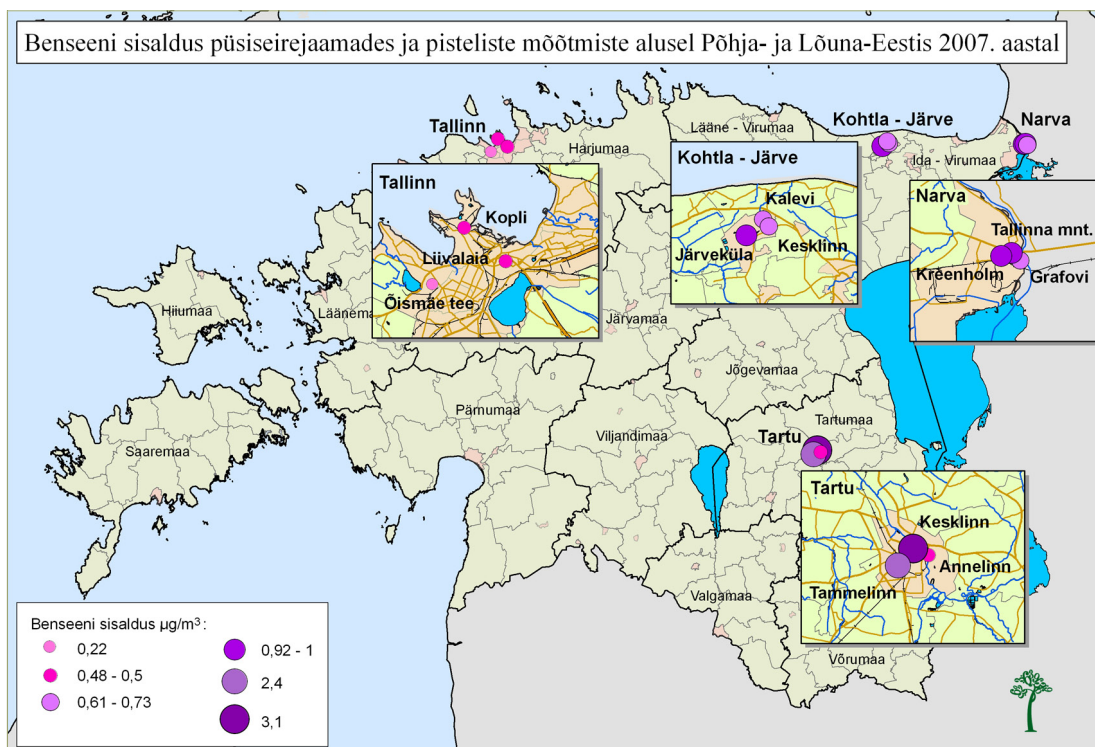 Benseeni sisaldus püsiseirejaamades ja pisteliste mõõtmiste alusel Põhja- ja Lõuna-Eestis 2007. aastal
Tallinn
Harjumaa
Lääne - Virumaa
Kohtla - Järve
Ida - Virumaa
Narva
Tallinn
Kopli
Liivalaia
Õismäe tee
Kohtla - Järve
Kalevi
Kesklinn
Järveküla
Narva
Tallinna mnt.
Kreenholm
Grafovi
Hiiumaa
Läänema
Järvamaa
Jõgevamaa
Pärnumaa
Viljandimaa
Tartu
Tartumaa
Saaremaa
Tartu
Kesklinn
Annelinn
Tammelinn
Valgamaa
Võrumaa
Benseeni sisaldus µg/m³ :
0,22
0,48 - 0,5
0,61 - 0,73
0,92 - 1
2,4
3,1